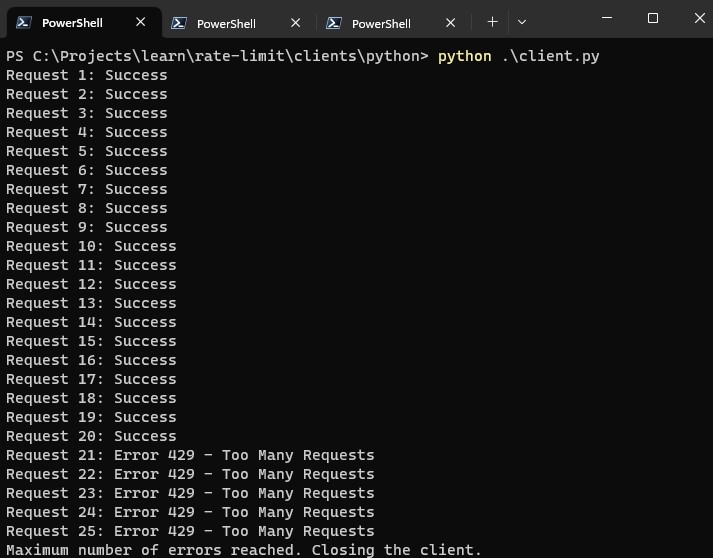 PowerShell PowerShell PowerShell
PS C:\Projects\learn\rate-limit\clients\python> python .\client.py
Request 1: Success
Request 2: Success
Request 3: Success
Request 4: Success
Request 5: Success
Request 6: Success
Request 7: Success
Request 8: Success
Request 9: Success
Request 10: Success
Request 11: Success
Request 12: Success
Request 13: Success
Request 14: Success
Request 15: Success
Request 16: Success
Request 17: Success
Request 18: Success
Request 19: Success
Request 20: Success
Request 21: Error 429 - Too Many Requests
Request 22: Error 429 - Too Many Requests
Request 23: Error 429 - Too Many Requests
Request 24: Error 429 - Too Many Requests
Request 25: Error 429 - Too Many Requests
Maximum number of errors reached. Closing the client.